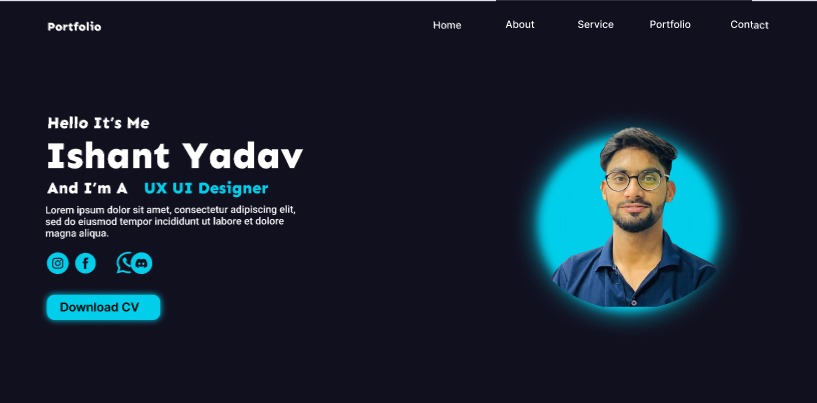 Portfolio
Home About Service Portfolio Contact
Hello It's Me
Ishant Yadav
And I'm A UX UI Designer
Lorem ipsum dolor sit amet, consectetur adipiscing elit,
sed do eiusmod tempor incididunt ut labore et dolore
magna aliqua.
Download CV